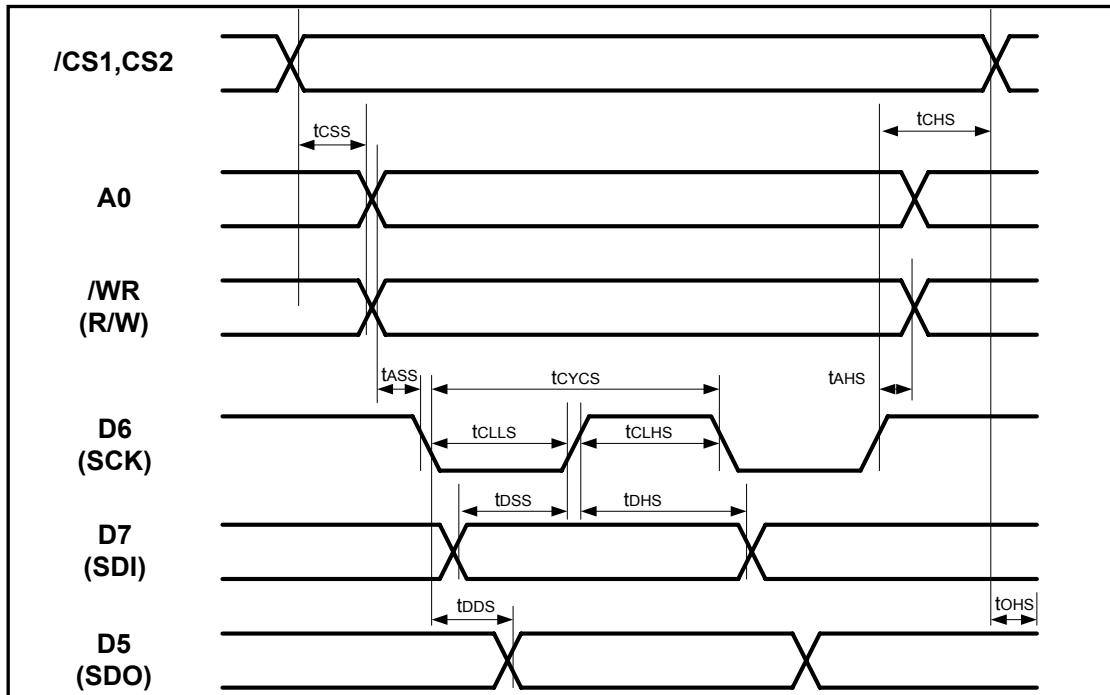 /CS1,CS2
tCSS
tCHS
A0
/WR
(R/W)
tASS
tCYCS
tAHS
D6
(SCK)
tCLLS
tCLHS
tDSS
tDHS
D7
(SDI)
tDDS
tOHS
D5
(SDO)